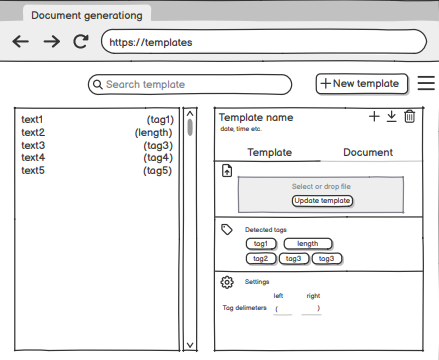 Document generationg
https://templates
Search template
+ New template
text1 (tag1)
text2 (length)
text3 (tag3)
text4 (tag4)
text5 (tag5)
Template name
date, time etc.
Template Document
Select or drop file
Update template
Detected tags
tag1 length
tag2 tag3 tag3
Settings
left right
Tag delimeters ( )